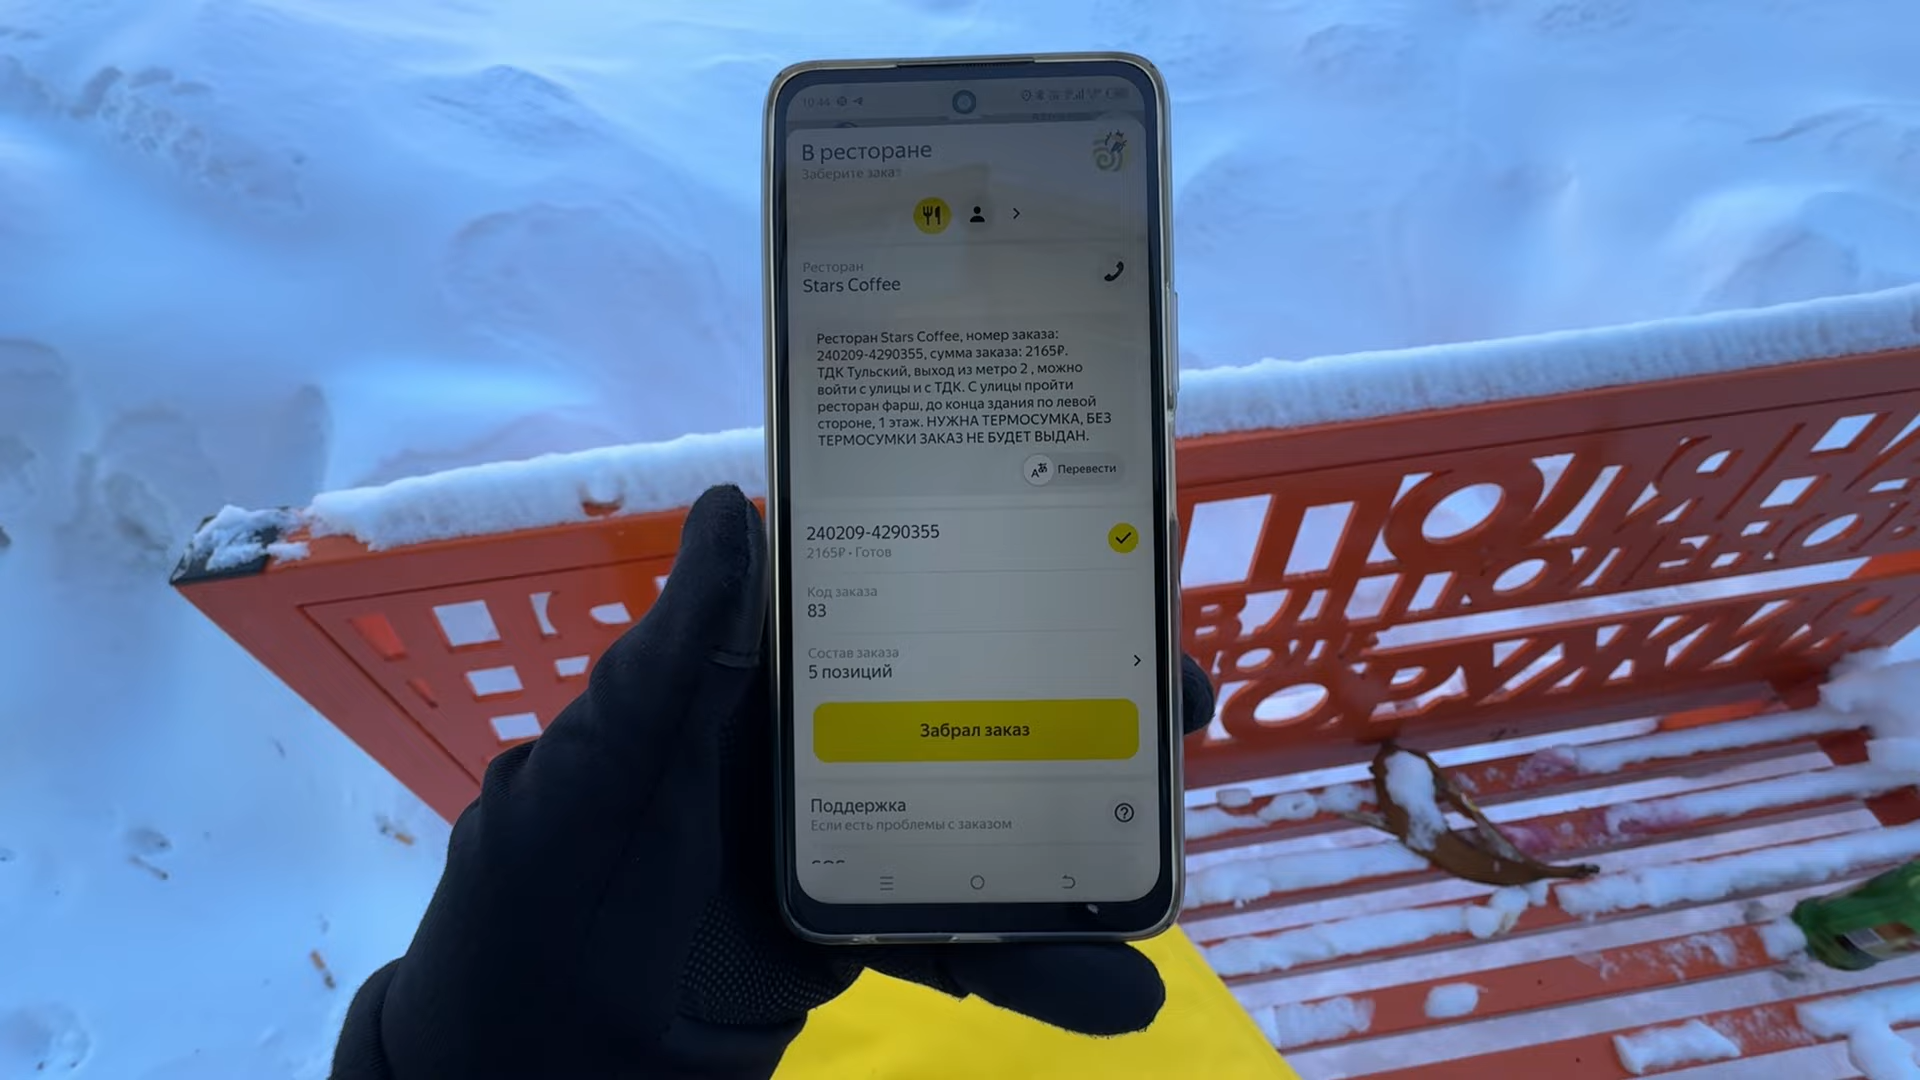 10:44
В ресторане
Заберите заказ
Ресторан
Stars Coffee
Ресторан Stars Coffee, номер заказа:
240209-4290355, сумма заказа: 2165₽.
ТДК Тульский, выход из метро 2 , можно
войти с улицы и с ТДК. С улицы пройти
ресторан фарш, до конца здания по левой
стороне, 1 этаж. НУЖНА ТЕРМОСУМКА, БЕЗ
ТЕРМОСУМКИ ЗАКАЗ НЕ БУДЕТ ВЫДАН.
Перевести
240209-4290355
2165₽ • Готов
Код заказа
83
Состав заказа
5 позиций
Забрал заказ
Поддержка
Если есть проблемы с заказом